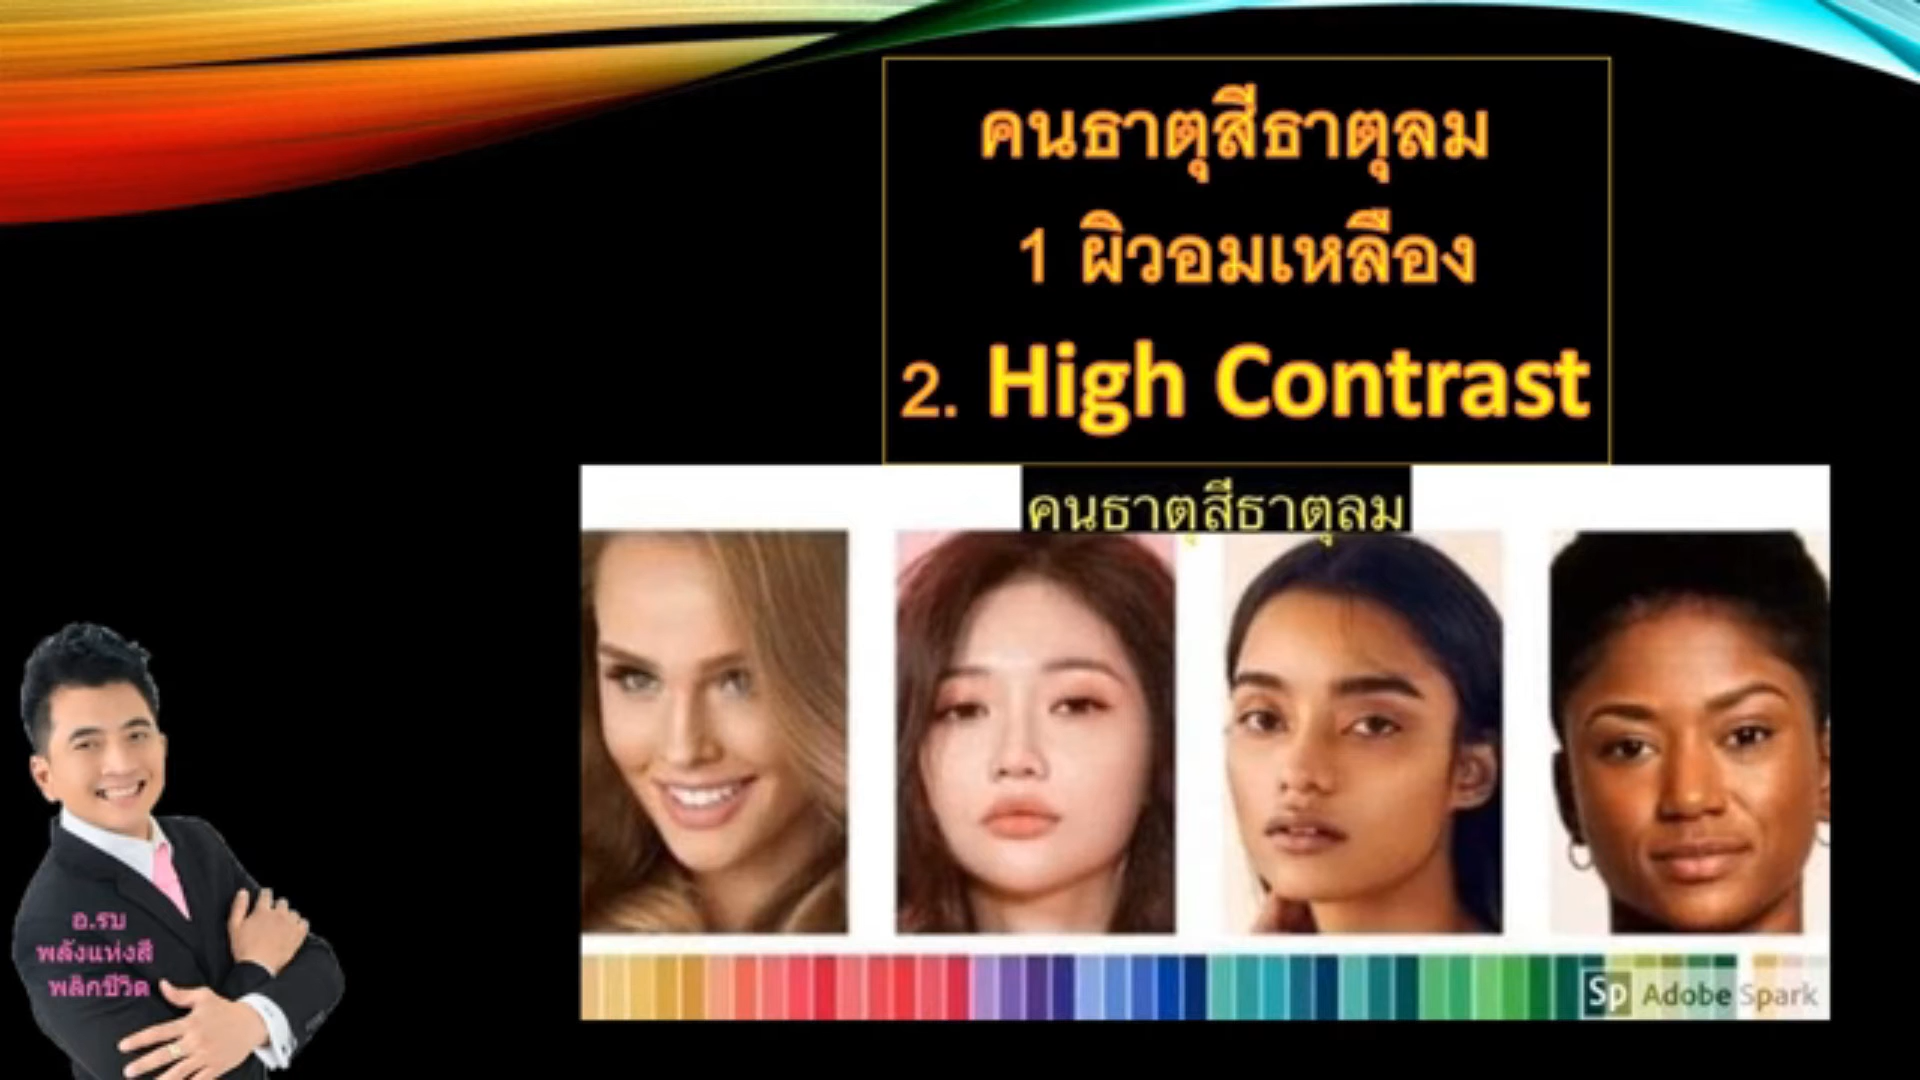 คนธาตุสีธาตุลม
1 ผิวอมเหลือง
2. High Contrast
คนธาตุสีธาตุลม
อ.รบ
พลังแห่งสี
พลิกชีวิต
Sp Adobe Spark